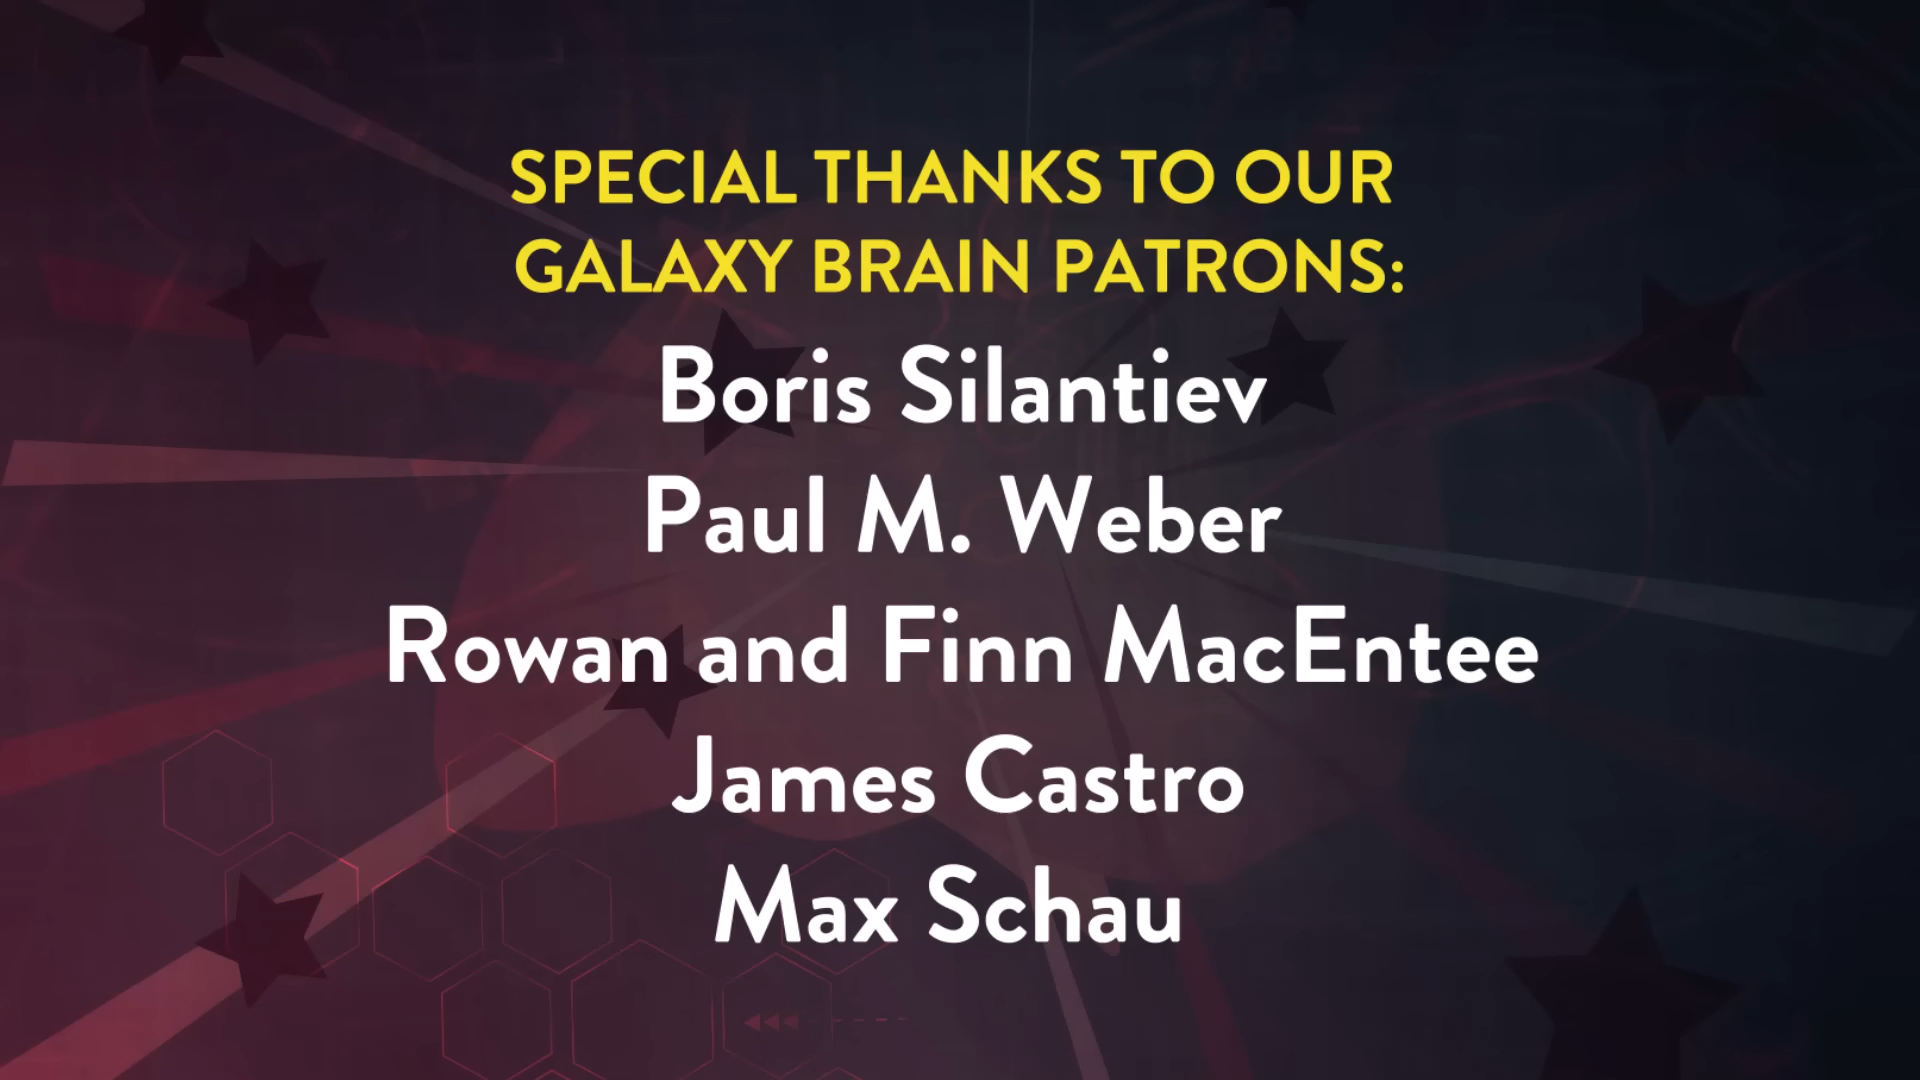 SPECIAL THANKS TO OUR
GALAXY BRAIN PATRONS:
Boris Silantiev
Paul M. Weber
Rowan and Finn MacEntee
James Castro
Max Schau